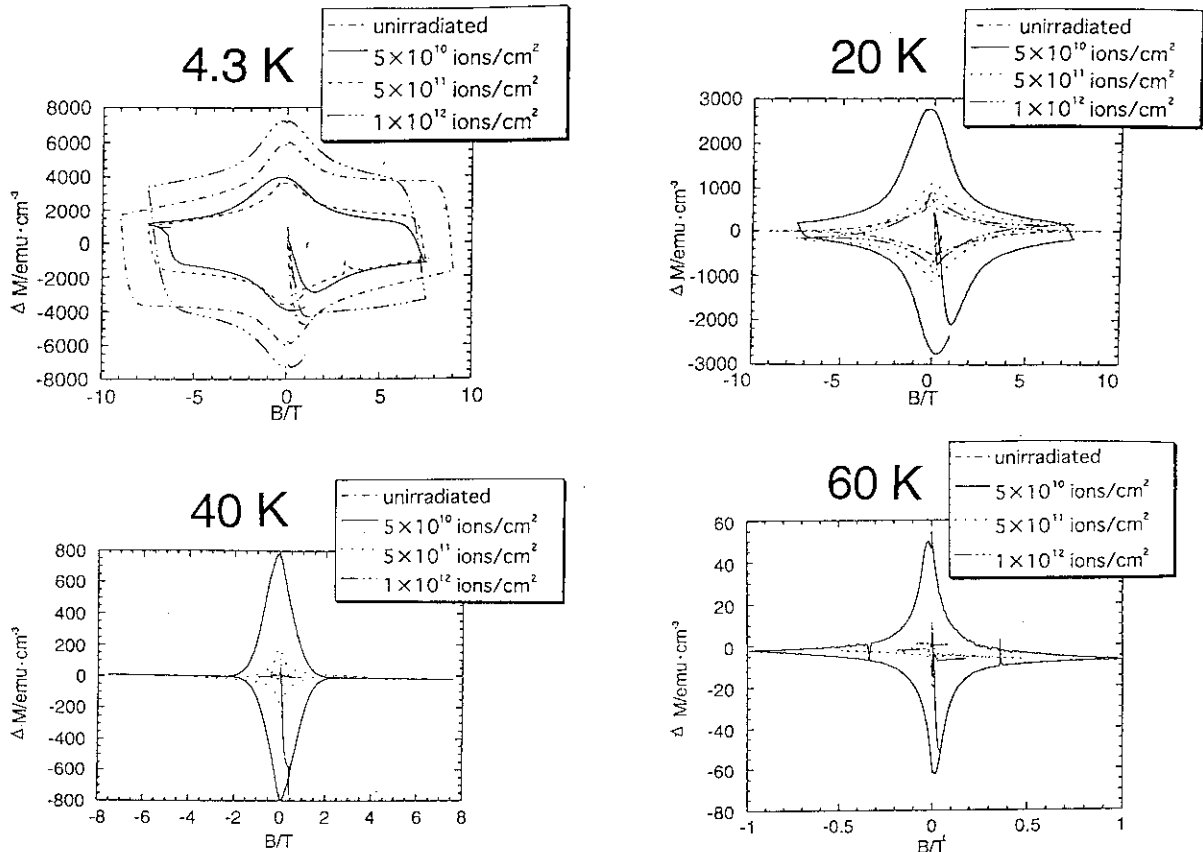 4.3 K
unirradiated
5×10¹⁰ ions/cm²
5×10¹¹ ions/cm²
1×10¹² ions/cm²
8000
6000
4000
2000
0
-2000
-4000
-6000
-8000
Δ M/emu·cm⁻³
-10
-5
0
5
10
B/T
20 K
unirradiated
5×10¹⁰ ions/cm²
5×10¹¹ ions/cm²
1×10¹² ions/cm²
3000
2000
1000
0
-1000
-2000
-3000
Δ M/emu·cm⁻³
-10
-5
0
5
10
B/T
40 K
unirradiated
5×10¹⁰ ions/cm²
5×10¹¹ ions/cm²
1×10¹² ions/cm²
800
600
400
200
0
-200
-400
-600
-800
Δ M/emu·cm⁻³
-8
-6
-4
-2
0
2
4
6
8
B/T
60 K
unirradiated
5×10¹⁰ ions/cm²
5×10¹¹ ions/cm²
1×10¹² ions/cm²
60
40
20
0
-20
-40
-60
-80
Δ M/emu·cm⁻³
-1
-0.5
0
0.5
1
B/T